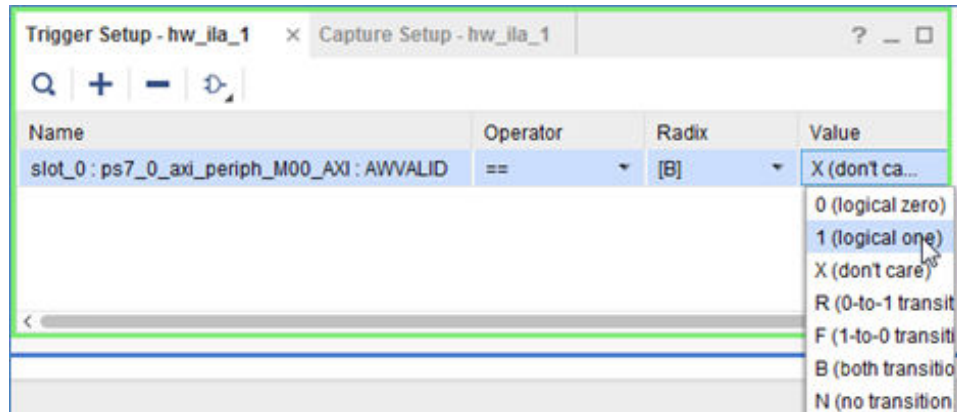 Trigger Setup - hw_ila_1 × Capture Setup - hw_ila_1 ? _
Name Operator Radix Value
slot_0 : ps7_0_axi_periph_M00_AXI : AWVALID == [B] X (don't ca...
0 (logical zero)
1 (logical one)
X (don't care)
R (0-to-1 transit
F (1-to-0 transiti
B (both transitio
N (no transition